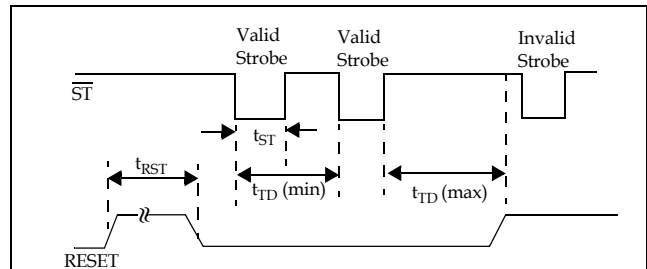 Valid
Strobe
Valid
Strobe
Invalid
Strobe
ST
tST
tRST
tTD (min)
tTD (max)
RESET